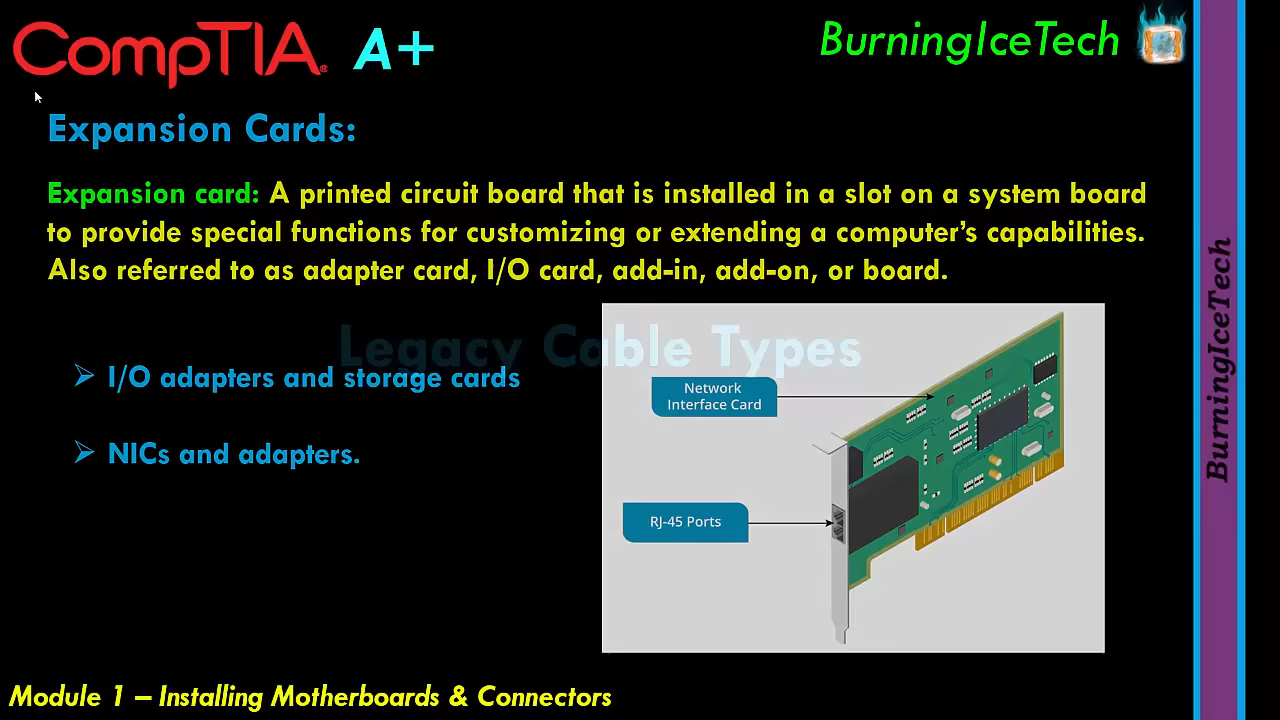 CompTIA® A+
BurningIceTech
Expansion Cards:
Expansion card: A printed circuit board that is installed in a slot on a system board
to provide special functions for customizing or extending a computer's capabilities.
Also referred to as adapter card, I/O card, add-in, add-on, or board.
Legacy Cable Types
➢ I/O adapters and storage cards
➢ NICs and adapters.
Network
Interface Card
RJ-45 Ports
Module 1 – Installing Motherboards & Connectors
BurningIceTech